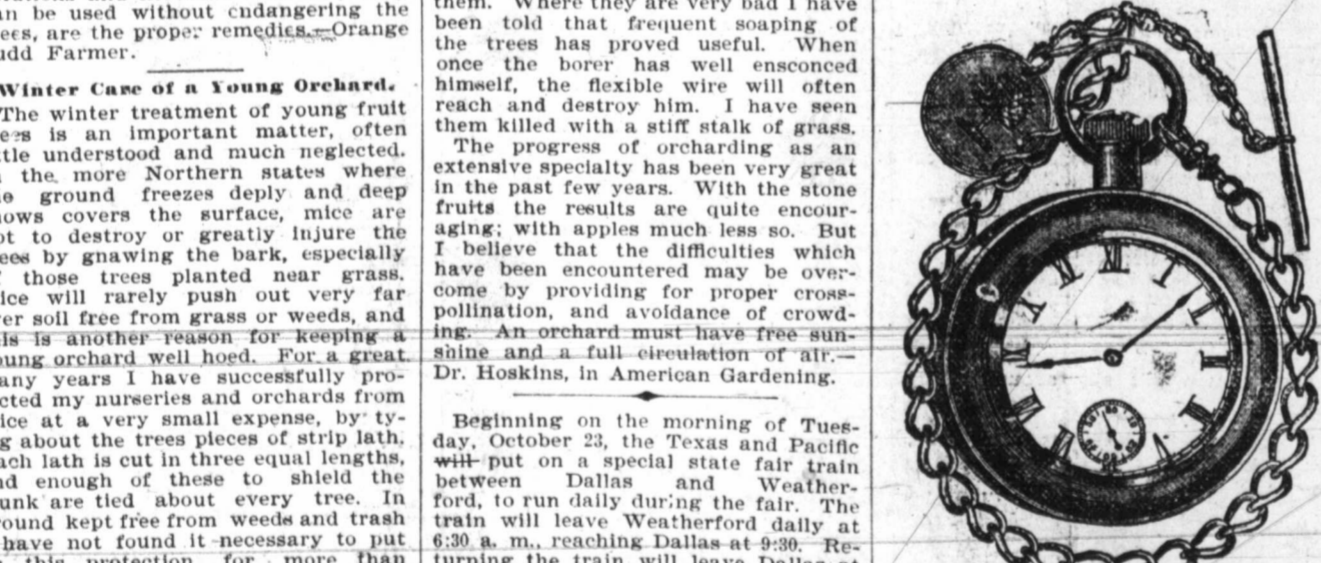 an be used without endangering the
ees, are the proper remedies.—Orange
udd Farmer.
Winter Care of a Young Orchard.
The winter treatment of young fruit
ees is an important matter, often
ttle understood and much neglected.
the more Northern states where
e ground freezes deply and deep
nows covers the surface, mice are
pt to destroy or greatly injure the
ees by gnawing the bark, especially
f those trees planted near grass.
ice will rarely push out very far
er soil free from grass or weeds, and
is is another reason for keeping a
oung orchard well hoed. For a great
any years I have successfully pro-
cted my nurseries and orchards from
ice at a very small expense, by ty-
g about the trees pieces of strip lath.
ach lath is cut in three equal lengths,
nd enough of these to shield the
unk are tied about every tree. In
ound kept free from weeds and trash
have not found it necessary to put
this protection for more than
them. Where they are very bad I have
been told that frequent soaping of
the trees has proved useful. When
once the borer has well ensconced
himself, the flexible wire will often
reach and destroy him. I have seen
them killed with a stiff stalk of grass.
The progress of orcharding as an
extensive specialty has been very great
in the past few years. With the stone
fruits the results are quite encour-
aging; with apples much less so. But
I believe that the difficulties which
have been encountered may be over-
come by providing for proper cross-
pollination, and avoidance of crowd-
ing. An orchard must have free sun-
shine and a full circulation of air.—
Dr. Hoskins, in American Gardening.
Beginning on the morning of Tues-
day, October 23, the Texas and Pacific
will put on a special state fair train
between Dallas and Weather-
ford, to run daily during the fair. The
train will leave Weatherford daily at
6:30 a. m., reaching Dallas at 9:30. Re-
turning the train will leave Dallas at